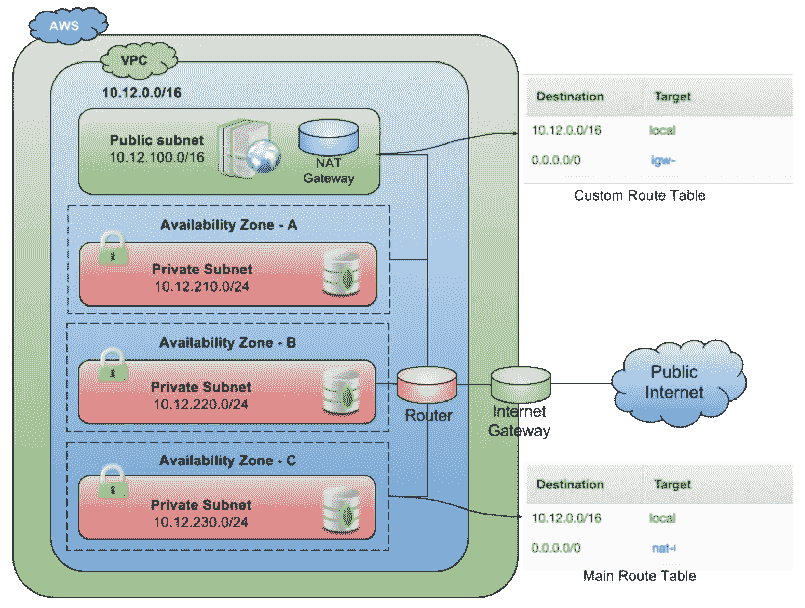 AWS
VPC
10.12.0.0/16
Public subnet
10.12.100.0/16
NAT
Gateway
Availability Zone - A
Private Subnet
10.12.210.0/24
Availability Zone - B
Private Subnet
10.12.220.0/24
Availability Zone - C
Private Subnet
10.12.230.0/24
Router
Internet
Gateway
Public
Internet
Destination Target
10.12.0.0/16 local
0.0.0.0/0 igw-
Custom Route Table
Destination Target
10.12.0.0/16 local
0.0.0.0/0 nat-i
Main Route Table